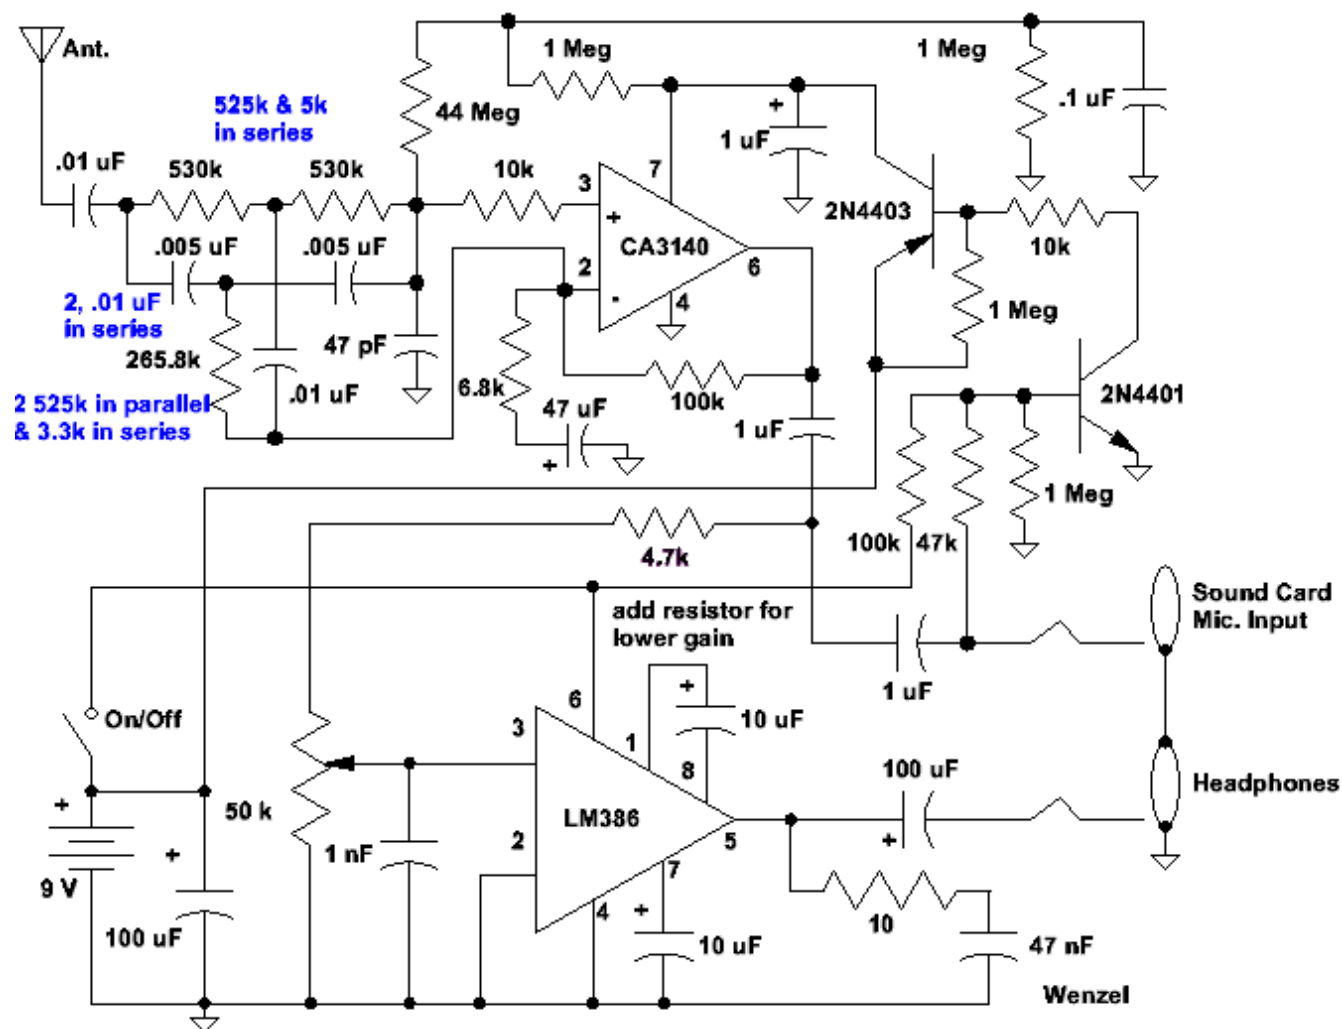 Ant.
1 Meg
1 Meg
.1 uF
44 Meg
525k & 5k
in series
+
1 uF
.01 uF
530k
530k
10k
3
7
+
CA3140
2N4403
10k
.005 uF
.005 uF
2
-
6
4
1 Meg
2, .01 uF
in series
265.8k
47 pF
.01 uF
6.8k
100k
2N4401
2 525k in parallel
& 3.3k in series
47 uF
+
1 uF
1 Meg
100k
47k
4.7k
add resistor for
lower gain
Sound Card
Mic. Input
1 uF
On/Off
6
3
1
+
10 uF
8
100 uF
+
Headphones
+
50 k
LM386
2
5
1 nF
9 V
+
100 uF
7
4
+
10 uF
10
47 nF
Wenzel